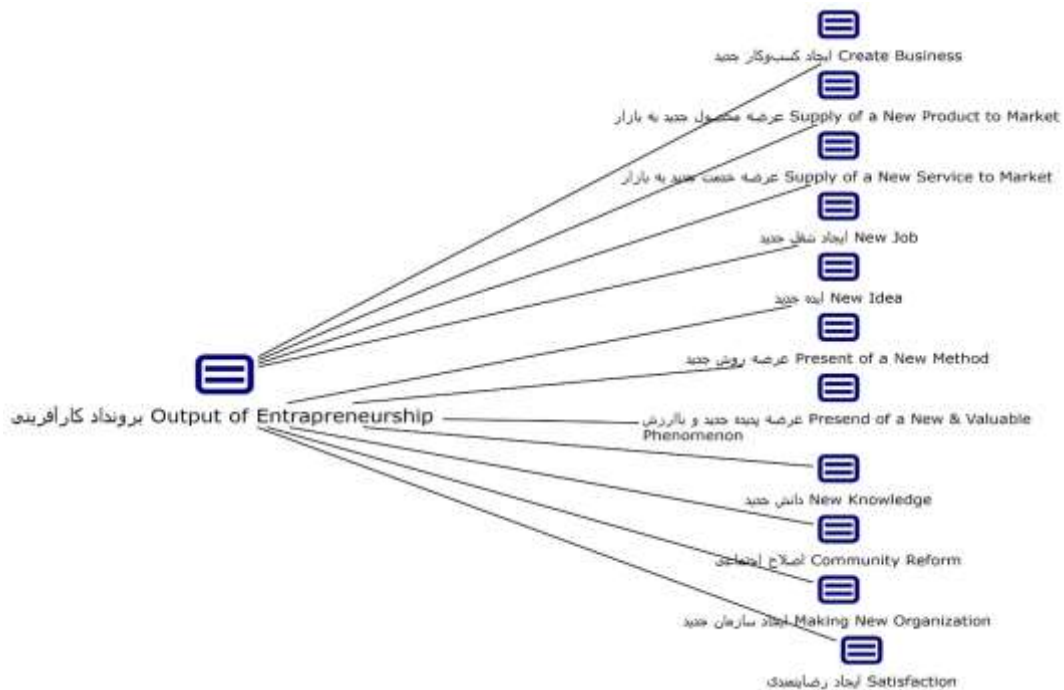 ایجاد کسب‌وکار جدید Create Business
عرضه محصول جدید به بازار Supply of a New Product to Market
عرضه خدمت جدید به بازار Supply of a New Service to Market
ایجاد شغل جدید New Job
ایده جدید New Idea
عرضه روش جدید Present of a New Method
برونداد کارآفرینی Output of Entrapreneurship
عرضه پدیده جدید و باارزش Presend of a New & Valuable
Phenomenon
دانش جدید New Knowledge
اصلاح اجتماعی Community Reform
ایجاد سازمان جدید Making New Organization
ایجاد رضایتمندی Satisfaction